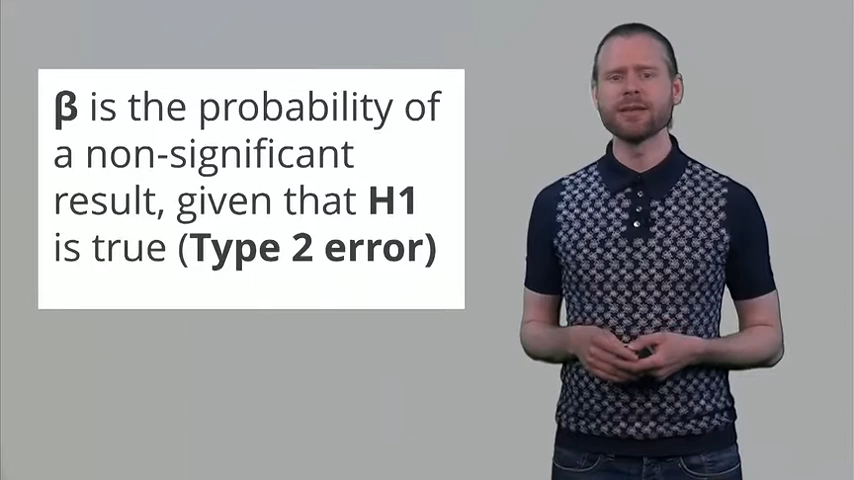 β is the probability of
a non-significant
result, given that H1
is true (Type 2 error)